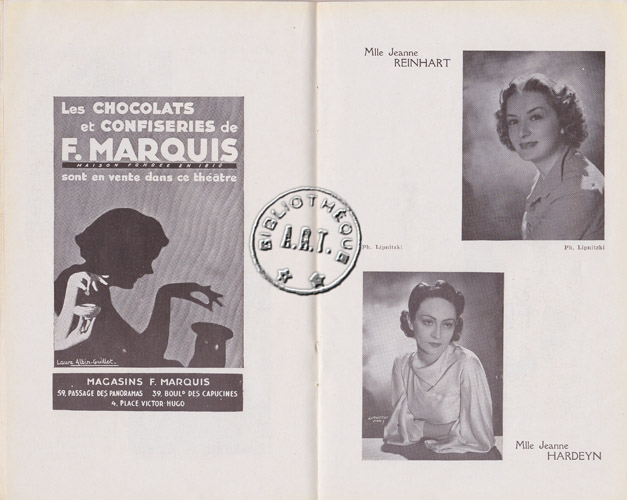 Les CHOCOLATS
et CONFISERIES de
F. MARQUIS
MAISON FONDÉE EN 1818
sont en vente dans ce théâtre
Laure Albin-Guillot.
MAGASINS F. MARQUIS
59, PASSAGE DES PANORAMAS 39, BOULD DES CAPUCINES
4, PLACE VICTOR-HUGO
BIBLIOTHÈQUE
A.R.T.
Mlle Jeanne
REINHART
Ph. Lipnitzki
Ph. Lipnitzki
Mlle Jeanne
HARDEYN